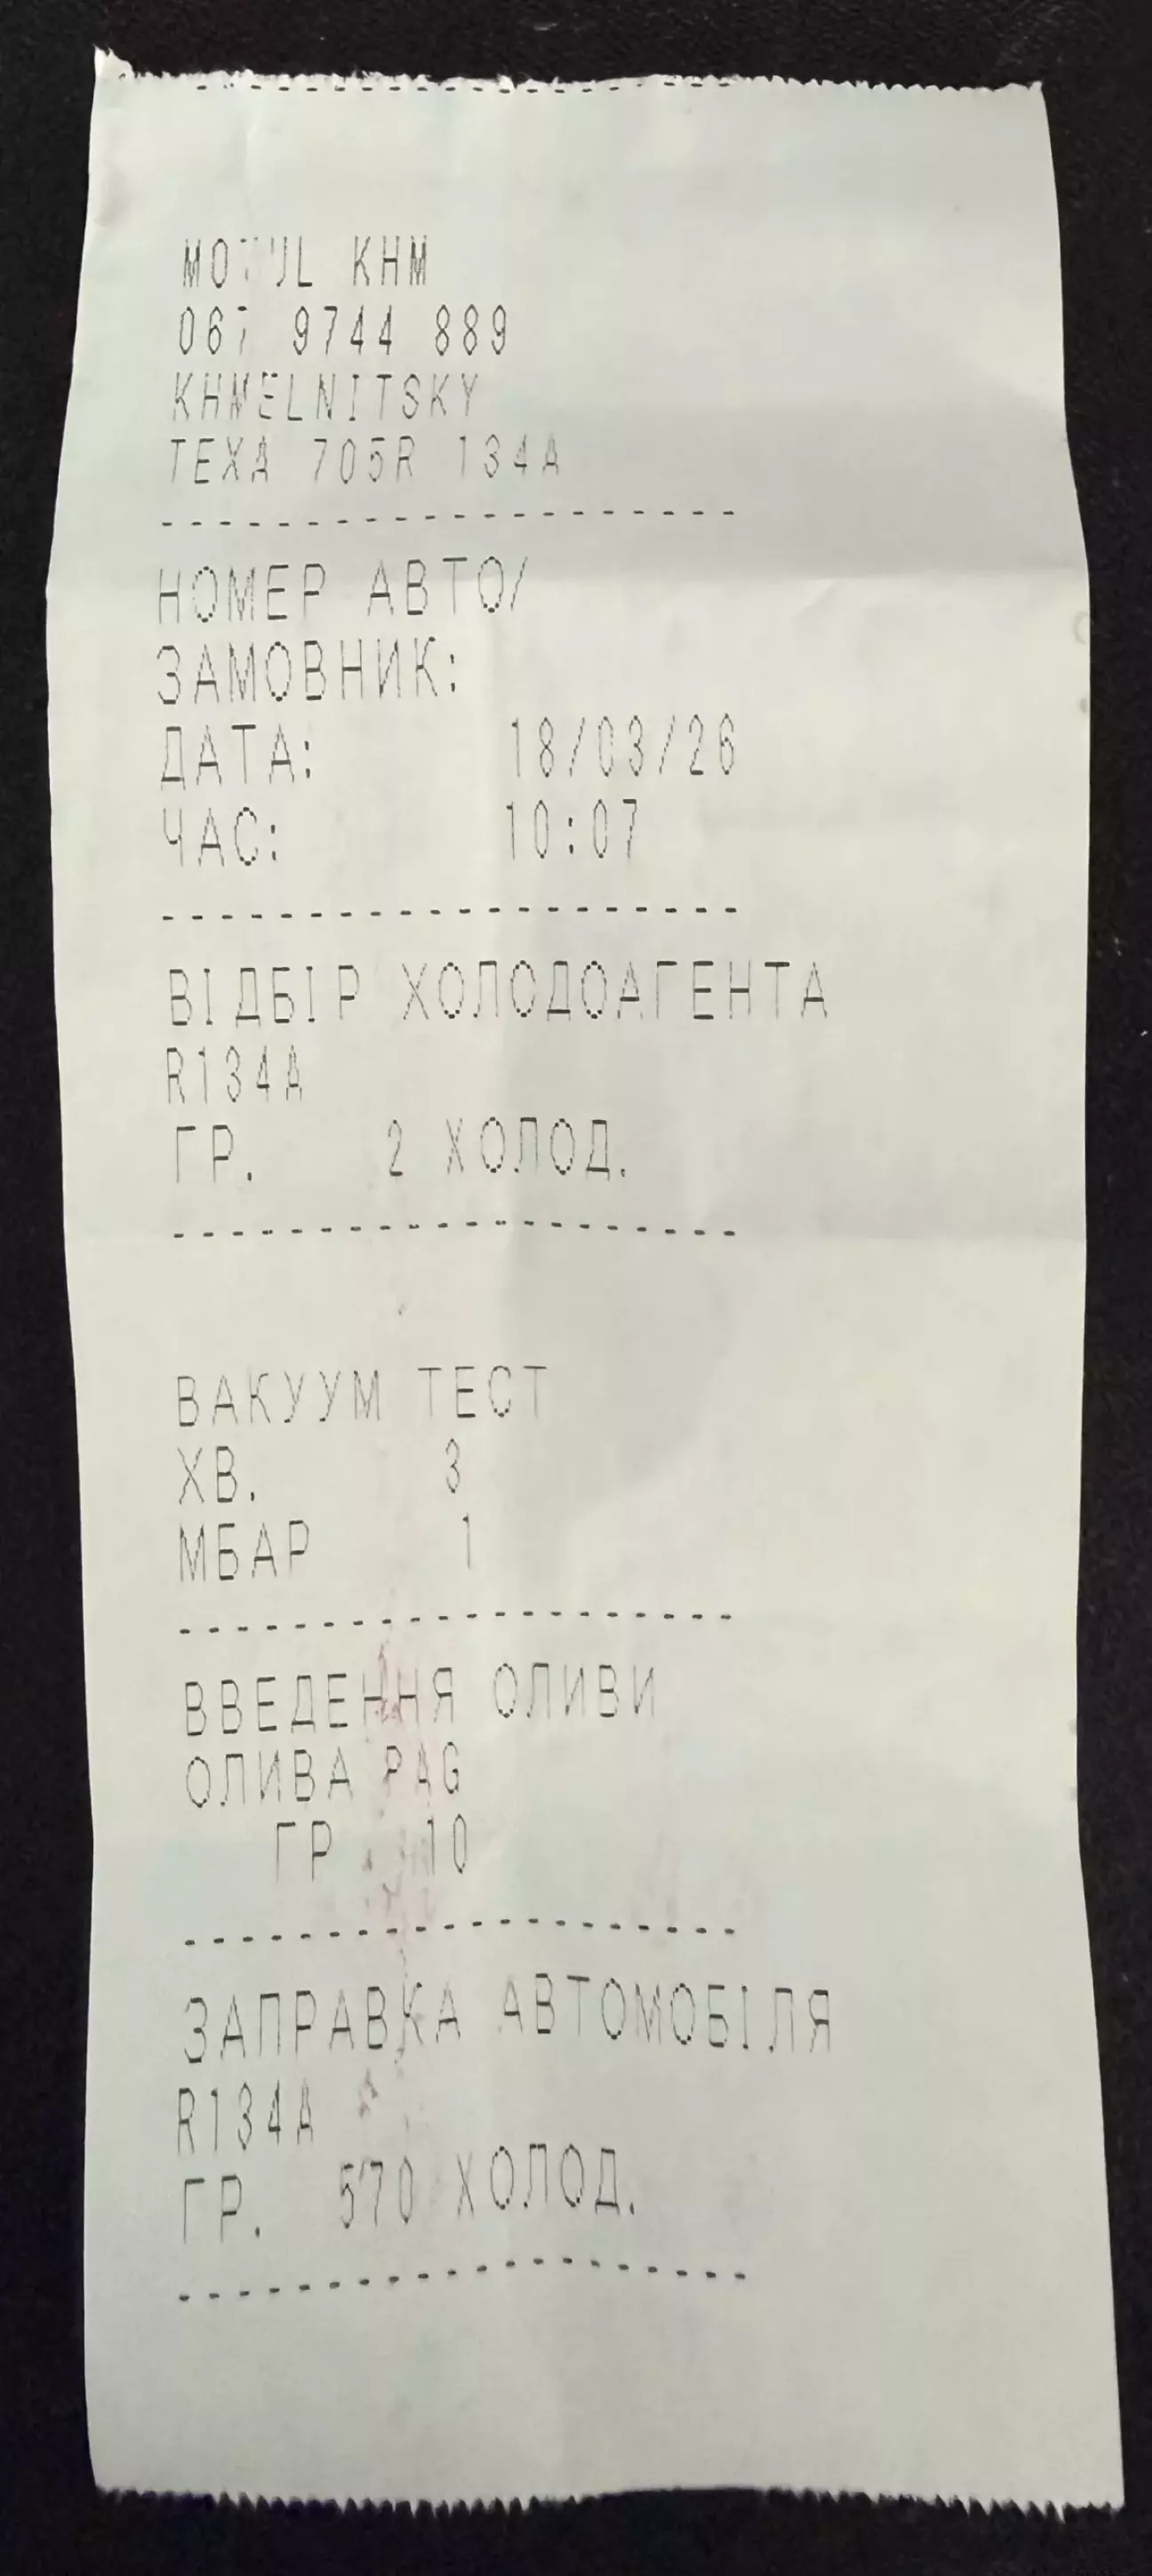 MOTUL KHM
067 9744 889
KHMELNITSKY
TEXA 705R 134A
--------------------
НОМЕР АВТО/
ЗАМОВНИК:
ДАТА: 18/03/26
ЧАС: 10:07
--------------------
ВІДБІР ХОЛОДОАГЕНТА
R134A
ГР. 2 ХОЛОД.
--------------------
ВАКУУМ ТЕСТ
ХВ. 3
МБАР 1
--------------------
ВВЕДЕННЯ ОЛИВИ
ОЛИВА PAG
ГР 10
--------------------
ЗАПРАВКА АВТОМОБІЛЯ
R134A
ГР. 570 ХОЛОД.
--------------------